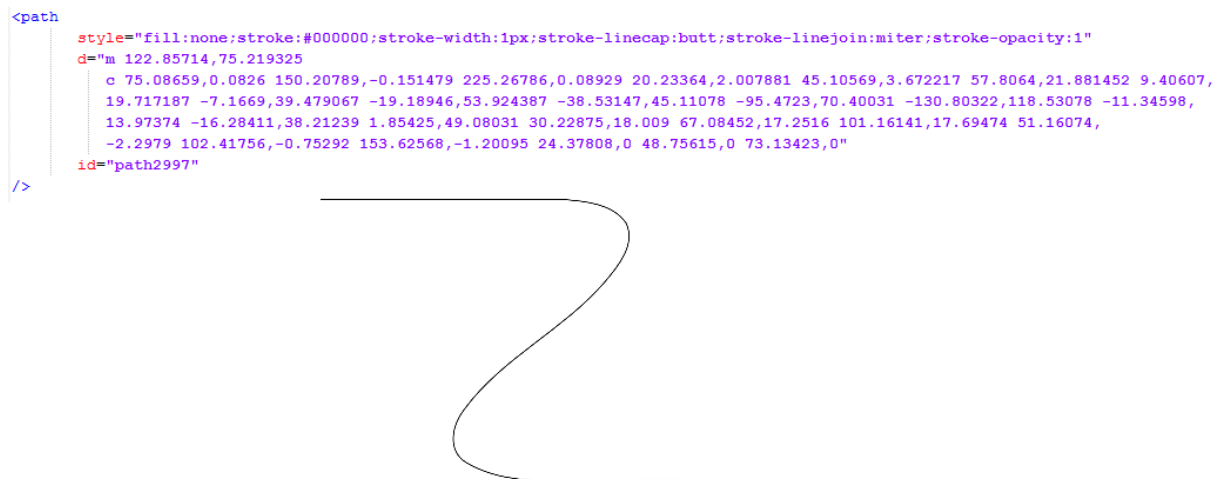 <path
style="fill:none;stroke:#000000;stroke-width:1px;stroke-linecap:butt;stroke-linejoin:miter;stroke-opacity:1"
d="m 122.85714,75.219325
c 75.08659,0.0826 150.20789,-0.151479 225.26786,0.08929 20.23364,2.007881 45.10569,3.672217 57.8064,21.881452 9.40607,
19.717187 -7.1669,39.479067 -19.18946,53.924387 -38.53147,45.11078 -95.4723,70.40031 -130.80322,118.53078 -11.34598,
13.97374 -16.28411,38.21239 1.85425,49.08031 30.22875,18.009 67.08452,17.2516 101.16141,17.69474 51.16074,
-2.2979 102.41756,-0.75292 153.62568,-1.20095 24.37808,0 48.75615,0 73.13423,0"
id="path2997"
/>